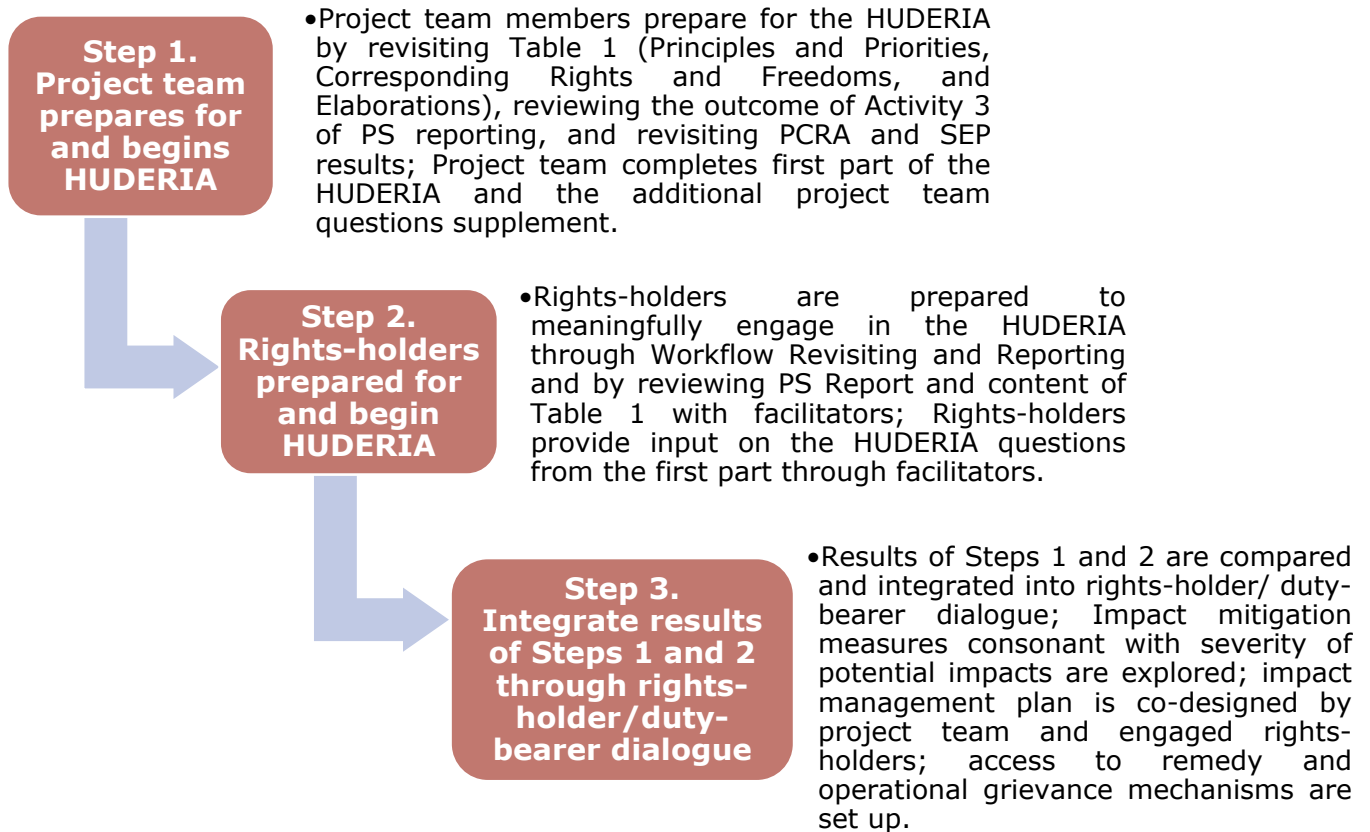 Step 1.
Project team
prepares for
and begins
HUDERIA
•Project team members prepare for the HUDERIA
by revisiting Table 1 (Principles and Priorities,
Corresponding Rights and Freedoms, and
Elaborations), reviewing the outcome of Activity 3
of PS reporting, and revisiting PCRA and SEP
results; Project team completes first part of the
HUDERIA and the additional project team
questions supplement.
Step 2.
Rights-holders
prepared for
and begin
HUDERIA
•Rights-holders are prepared to
meaningfully engage in the HUDERIA
through Workflow Revisiting and Reporting
and by reviewing PS Report and content of
Table 1 with facilitators; Rights-holders
provide input on the HUDERIA questions
from the first part through facilitators.
Step 3.
Integrate results
of Steps 1 and 2
through rights-
holder/duty-
bearer dialogue
•Results of Steps 1 and 2 are compared
and integrated into rights-holder/ duty-
bearer dialogue; Impact mitigation
measures consonant with severity of
potential impacts are explored; impact
management plan is co-designed by
project team and engaged rights-
holders; access to remedy and
operational grievance mechanisms are
set up.